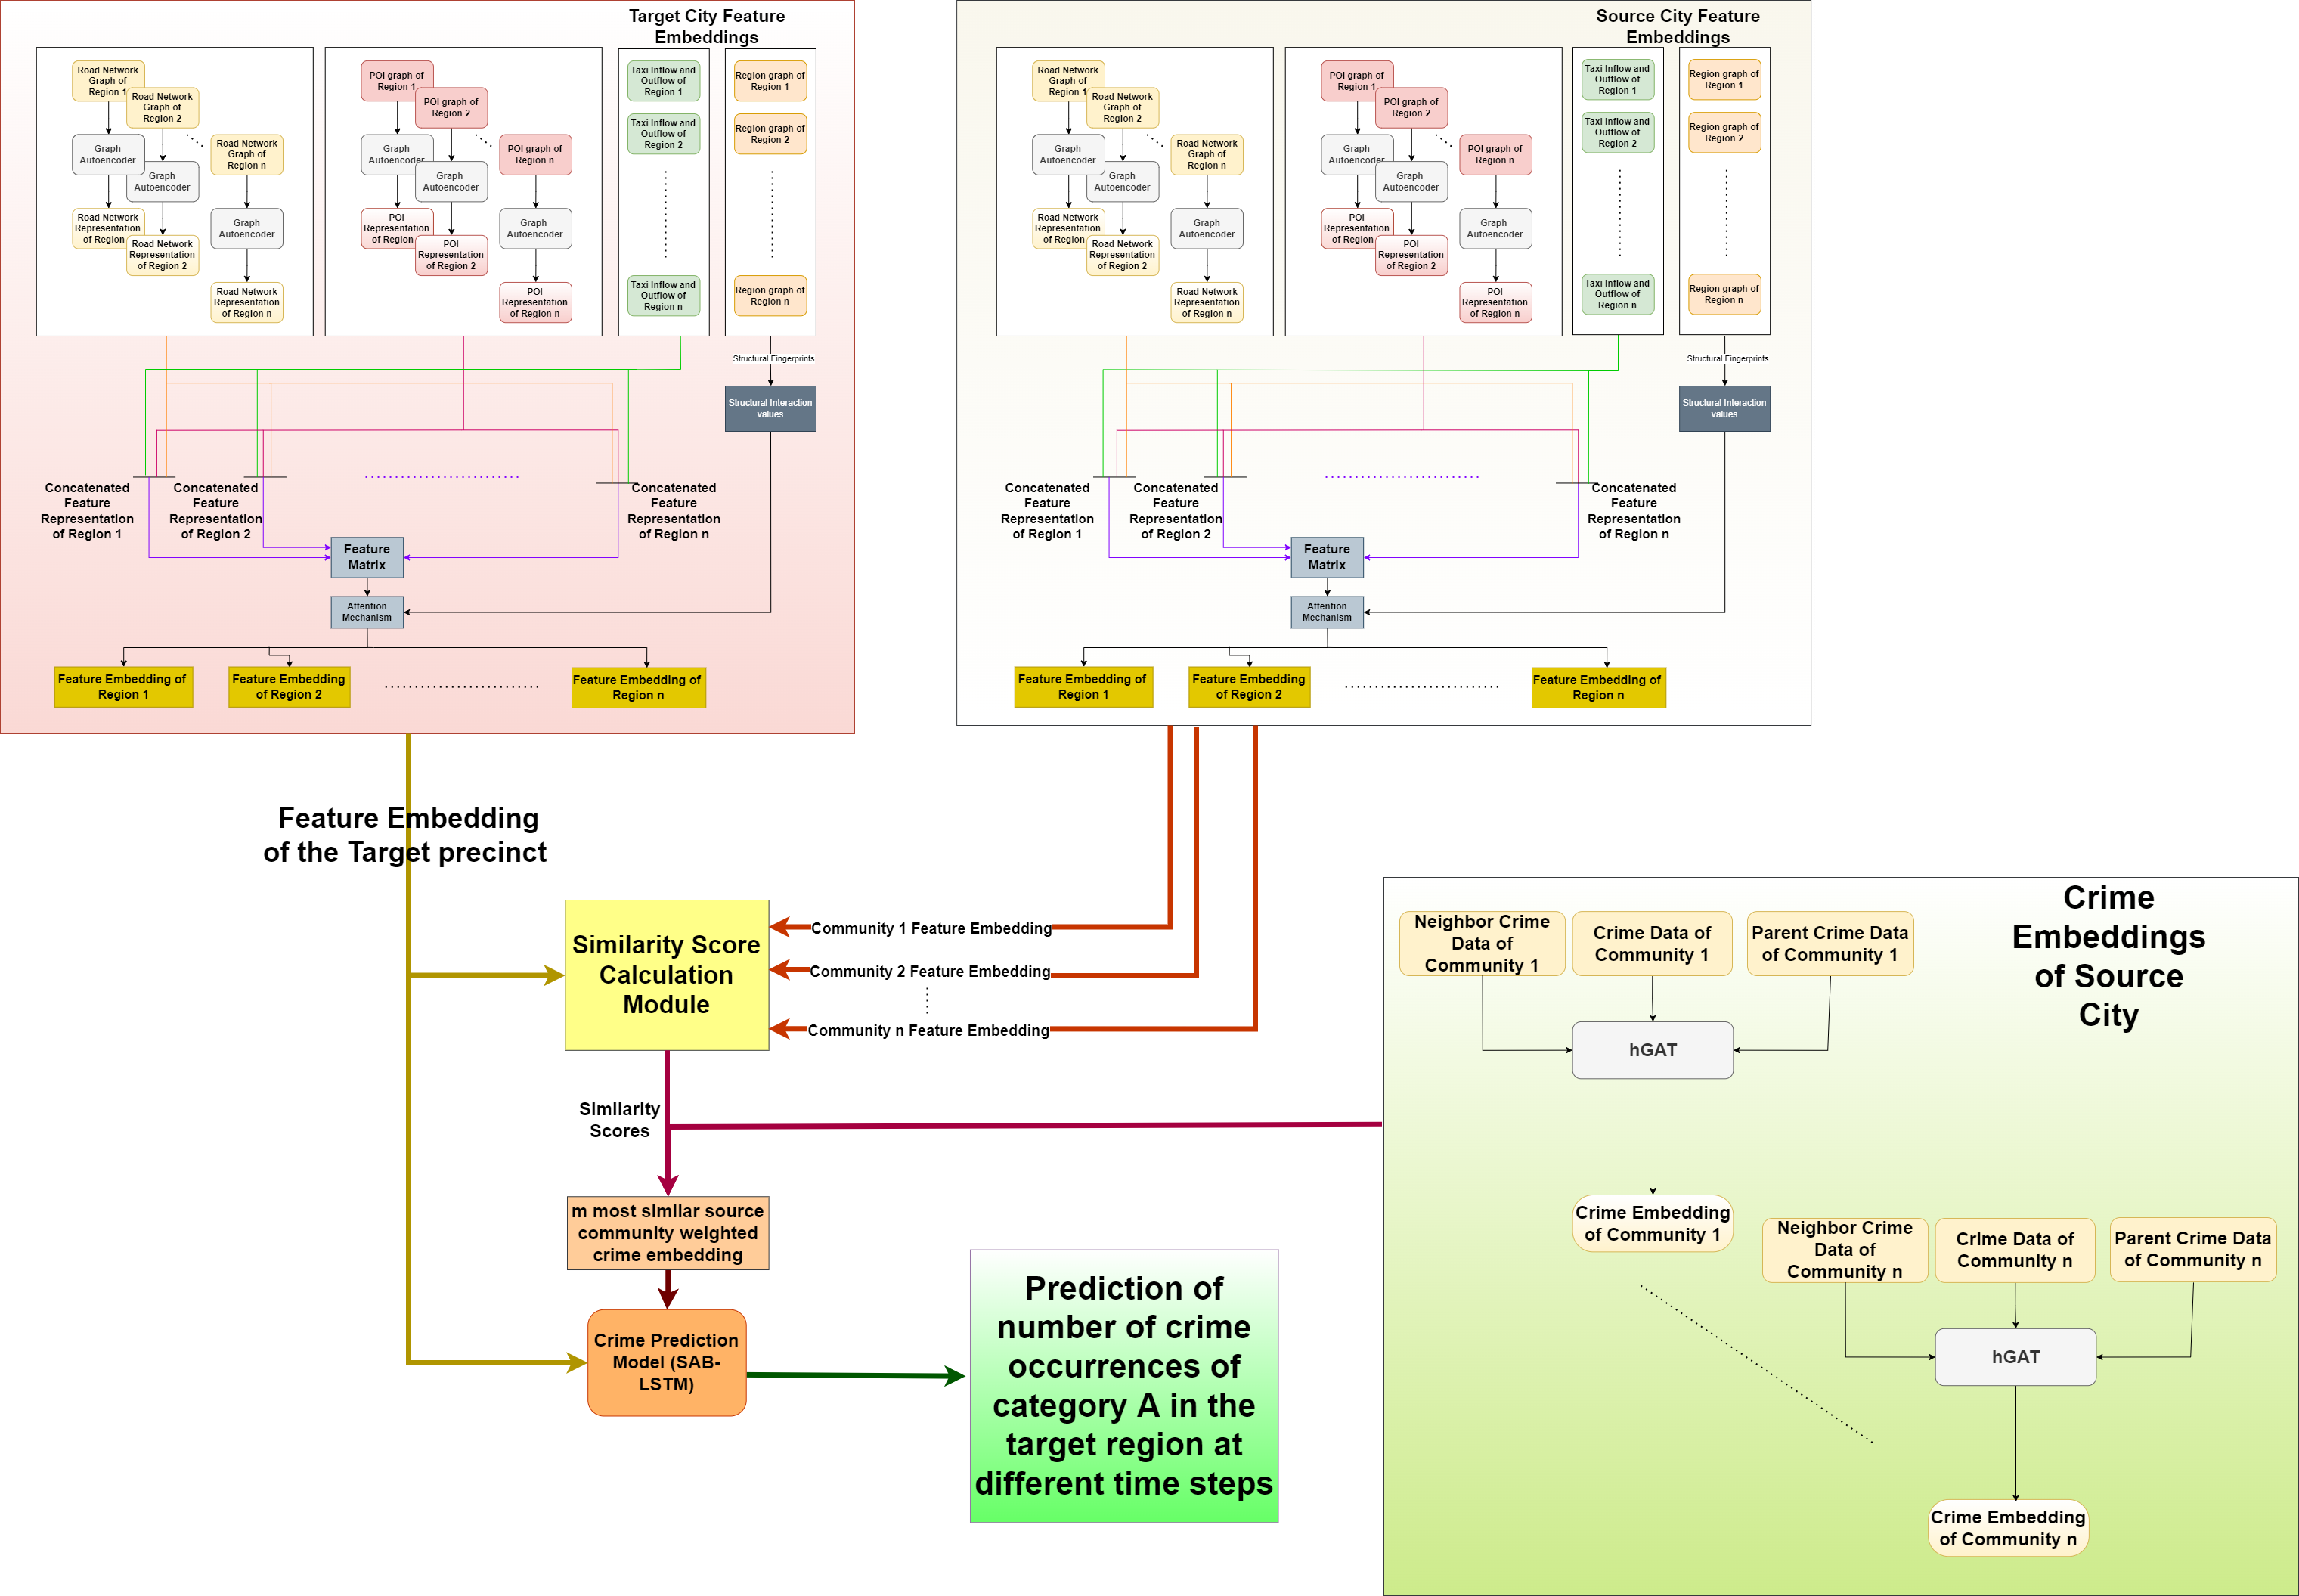 Target City Feature
Embeddings
Road Network
Graph of
Region 1
Road Network
Graph of
Region 2
Road Network
Graph of
Region n
Graph
Autoencoder
Graph
Autoencoder
Graph
Autoencoder
Road Network
Representation
of Region
Road Network
Representation
of Region 2
Road Network
Representation
of Region n
POI graph of
Region 1
POI graph of
Region 2
POI graph of
Region n
Graph
Autoencoder
Graph
Autoencoder
Graph
Autoencoder
POI
Representation
of Region
POI
Representation
of Region 2
POI
Representation
of Region n
Taxi Inflow and
Outflow of
Region 1
Taxi Inflow and
Outflow of
Region 2
Taxi Inflow and
Outflow of
Region n
Region graph of
Region 1
Region graph of
Region 2
Region graph of
Region n
Structural Fingerprints
Structural Interaction
values
Concatenated
Feature
Representation
of Region 1
Concatenated
Feature
Representation
of Region 2
Concatenated
Feature
Representation
of Region n
Feature
Matrix
Attention
Mechanism
Feature Embedding of
Region 1
Feature Embedding
of Region 2
Feature Embedding of
Region n
Source City Feature
Embeddings
Road Network
Graph of
Region 1
Road Network
Graph of
Region 2
Road Network
Graph of
Region n
Graph
Autoencoder
Graph
Autoencoder
Graph
Autoencoder
Road Network
Representation
of Region
Road Network
Representation
of Region 2
Road Network
Representation
of Region n
POI graph of
Region 1
POI graph of
Region 2
POI graph of
Region n
Graph
Autoencoder
Graph
Autoencoder
Graph
Autoencoder
POI
Representation
of Region
POI
Representation
of Region 2
POI
Representation
of Region n
Taxi Inflow and
Outflow of
Region 1
Taxi Inflow and
Outflow of
Region 2
Taxi Inflow and
Outflow of
Region n
Region graph of
Region 1
Region graph of
Region 2
Region graph of
Region n
Structural Fingerprints
Structural Interaction
values
Concatenated
Feature
Representation
of Region 1
Concatenated
Feature
Representation
of Region 2
Concatenated
Feature
Representation
of Region n
Feature
Matrix
Attention
Mechanism
Feature Embedding of
Region 1
Feature Embedding
of Region 2
Feature Embedding of
Region n
Feature Embedding
of the Target precinct
Similarity Score
Calculation
Module
Community 1 Feature Embedding
Community 2 Feature Embedding
Community n Feature Embedding
Similarity
Scores
m most similar source
community weighted
crime embedding
Crime Prediction
Model (SAB-
LSTM)
Prediction of
number of crime
occurrences of
category A in the
target region at
different time steps
Crime
Embeddings
of Source
City
Neighbor Crime
Data of
Community 1
Crime Data of
Community 1
Parent Crime Data
of Community 1
hGAT
Crime Embedding
of Community 1
Neighbor Crime
Data of
Community n
Crime Data of
Community n
Parent Crime Data
of Community n
hGAT
Crime Embedding
of Community n